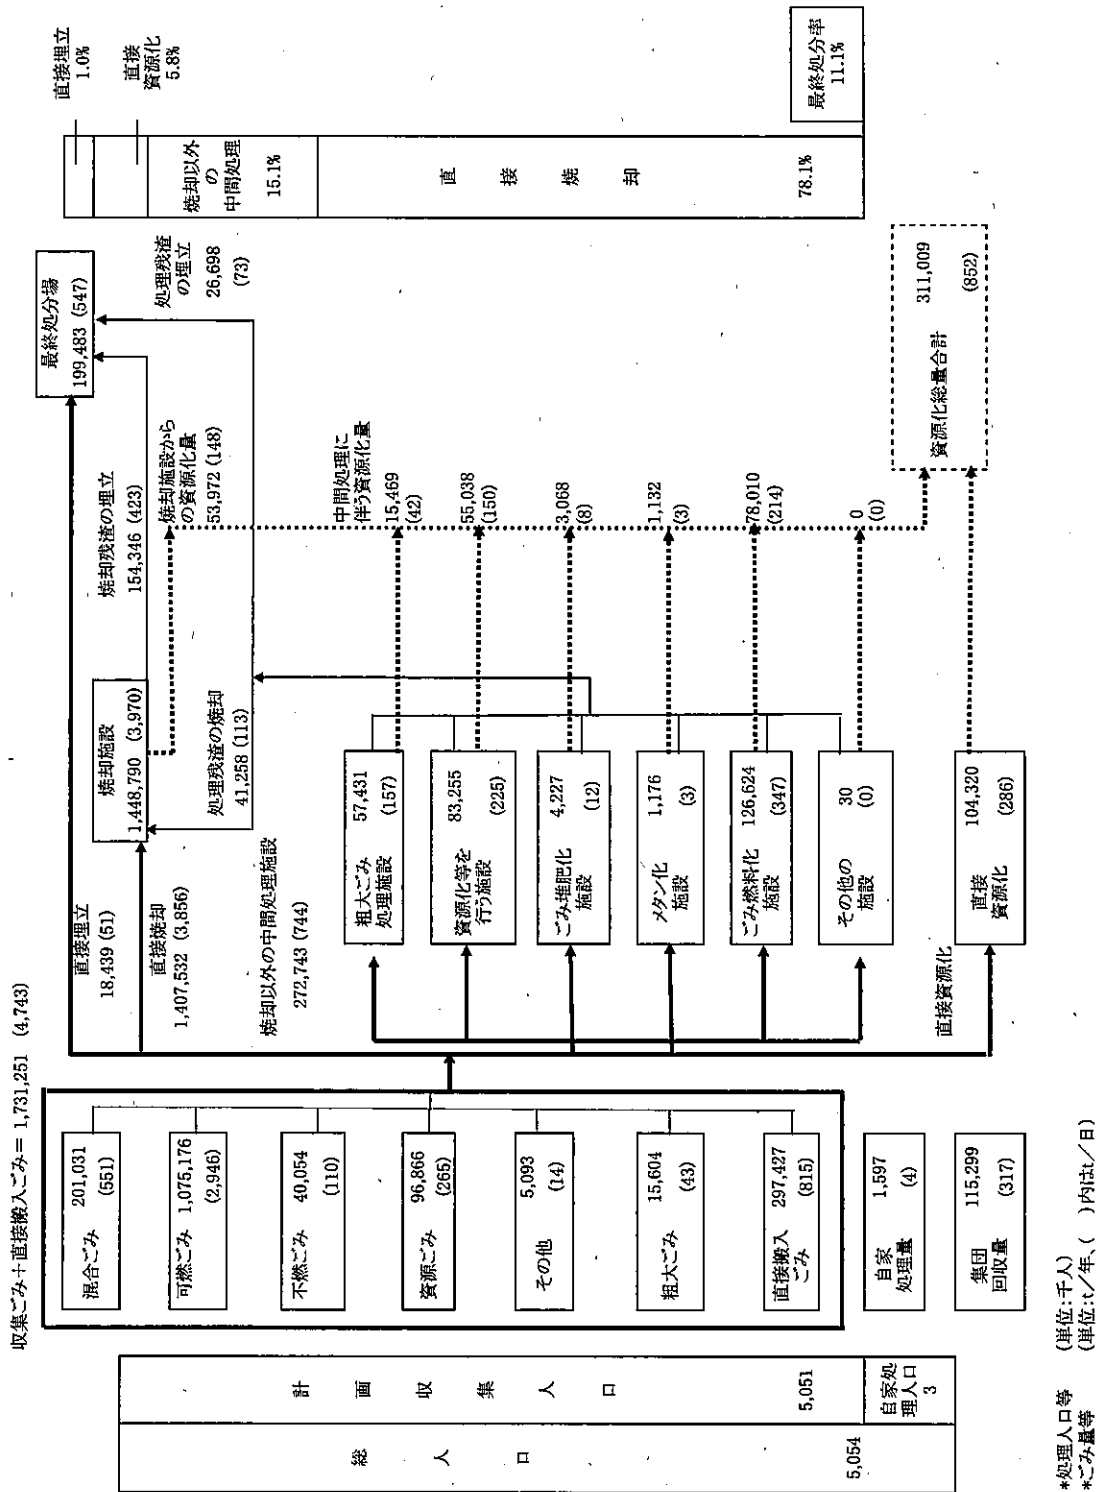 収集ごみ＋直接搬入ごみ＝ 1,731,251 (4,743)
総人口
5,054
計画収集人口
5,051
自家処
理人口
3
混合ごみ 201,031
(551)
可燃ごみ 1,075,176
(2,946)
不燃ごみ 40,054
(110)
資源ごみ 96,866
(265)
その他 5,093
(14)
粗大ごみ 15,604
(43)
直接搬入 297,427
ごみ (815)
自家 1,597
処理量 (4)
集団 115,299
回収量 (317)
直接埋立
18,439 (51)
直接焼却
1,407,532 (3,856)
焼却以外の中間処理施設
272,743 (744)
直接資源化
焼却施設
1,448,790 (3,970)
処理残渣の焼却
41,258 (113)
粗大ごみ 57,431
処理施設 (157)
資源化等を 83,255
行う施設 (225)
ごみ堆肥化 4,227
施設 (12)
メタン化 1,176
施設 (3)
ごみ燃料化 126,624
施設 (347)
その他の 30
施設 (0)
直接 104,320
資源化 (286)
焼却残渣の埋立
154,346 (423)
焼却施設から
の資源化量
53,972 (148)
中間処理に
伴う資源化量
15,469
(42)
55,038
(150)
3,068
(8)
1,132
(3)
78,010
(214)
0
(0)
最終処分場
199,483 (547)
処理残渣
の埋立
26,698
(73)
資源化総量合計 311,009
(852)
直接埋立
1.0%
直接
資源化
5.8%
焼却以外
の
中間処理
15.1%
直接焼却
78.1%
最終処分率
11.1%
*処理人口等 (単位:千人)
*ごみ量等 (単位:t/年、( )内はt/日)